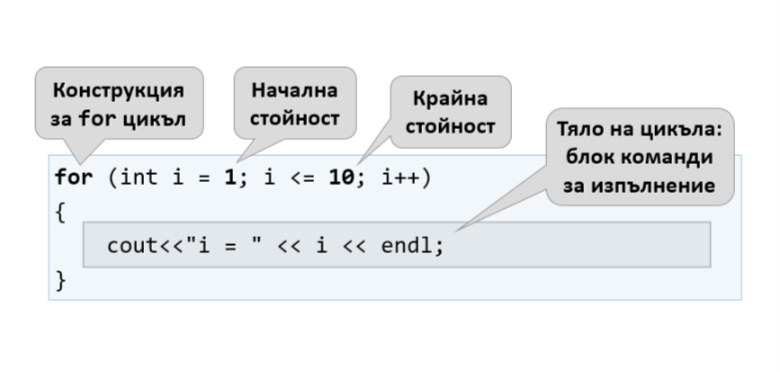 Конструкция
за for цикъл
Начална
стойност
Крайна
стойност
Тяло на цикъла:
блок команди
за изпълнение
for (int i = 1; i <= 10; i++)
{
cout<<"i = " << i << endl;
}